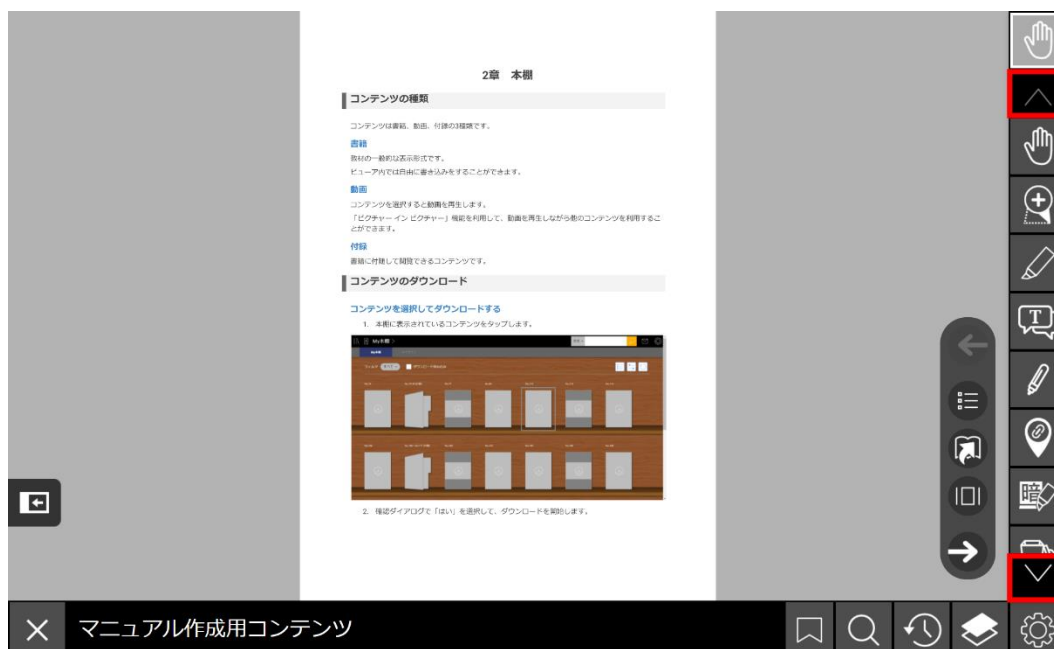 2章 本棚
コンテンツの種類
コンテンツは書籍、動画、付録の3種類です。
書籍
教材の一般的な表示形式です。
ビューア内では自由に書き込みをすることができます。
動画
コンテンツを選択すると動画を再生します。
「ピクチャー イン ピクチャー」機能を利用して、動画を再生しながら他のコンテンツを利用するこ
とができます。
付録
書籍に付随して閲覧できるコンテンツです。
コンテンツのダウンロード
コンテンツを選択してダウンロードする
1. 本棚に表示されているコンテンツをタップします。
My本棚
2. 確認ダイアログで「はい」を選択して、ダウンロードを開始します。
T
暗
マニュアル作成用コンテンツ